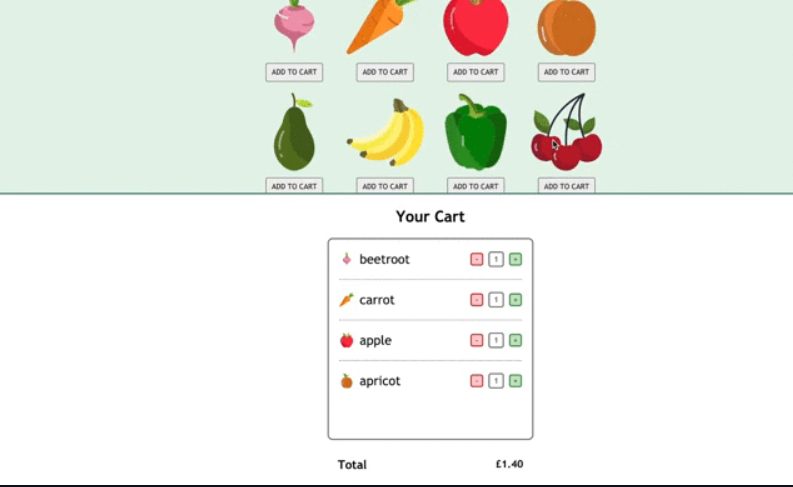 ADD TO CART ADD TO CART ADD TO CART ADD TO CART
ADD TO CART ADD TO CART ADD TO CART ADD TO CART
Your Cart
beetroot - 1 +
carrot - 1 +
apple - 1 +
apricot - 1 +
Total £1.40